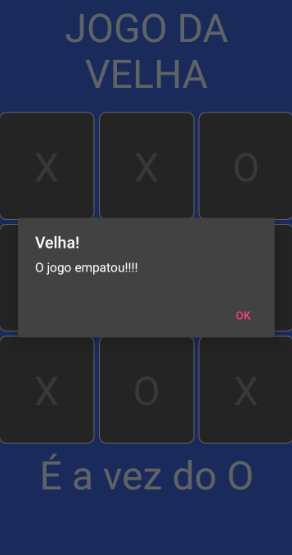 JOGO DA
VELHA
X X O
Velha!
O jogo empatou!!!!
OK
X O X
É a vez do O